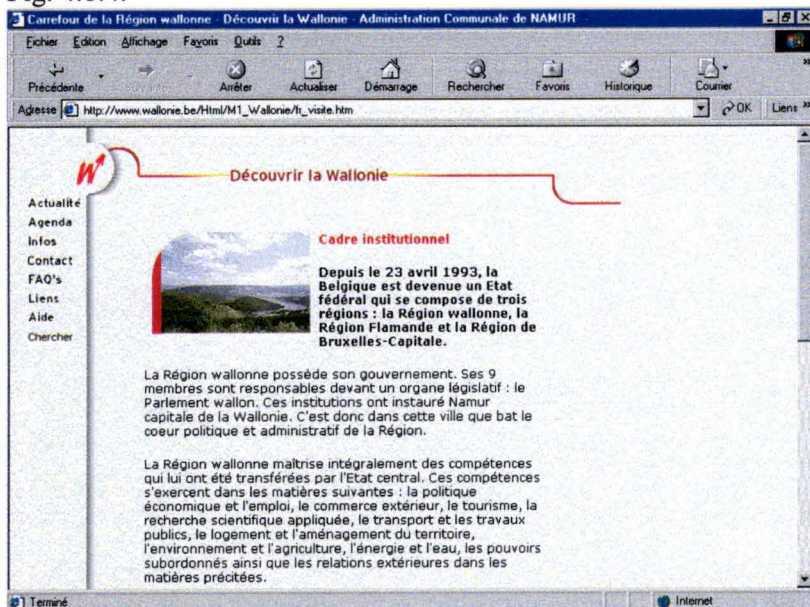 Carrefour de la Région wallonne - Découvrir la Wallonie - Administration Communale de NAMUR
Fichier Edition Affichage Favoris Outils ?
Précédente Suivante Arrêter Actualiser Démarrage Rechercher Favoris Historique Courrier
Adresse http://www.wallonie.be/Html/M1_Wallonie/fr_visite.htm OK Liens
Découvrir la Wallonie
Actualité
Agenda
Infos
Contact
FAQ's
Liens
Aide
Chercher
Cadre institutionnel
Depuis le 23 avril 1993, la
Belgique est devenue un Etat
fédéral qui se compose de trois
régions : la Région wallonne, la
Région Flamande et la Région de
Bruxelles-Capitale.
La Région wallonne possède son gouvernement. Ses 9
membres sont responsables devant un organe législatif : le
Parlement wallon. Ces institutions ont instauré Namur
capitale de la Wallonie. C'est donc dans cette ville que bat le
coeur politique et administratif de la Région.
La Région wallonne maîtrise intégralement des compétences
qui lui ont été transférées par l'Etat central. Ces compétences
s'exercent dans les matières suivantes : la politique
économique et l'emploi, le commerce extérieur, le tourisme, la
recherche scientifique appliquée, le transport et les travaux
publics, le logement et l'aménagement du territoire,
l'environnement et l'agriculture, l'énergie et l'eau, les pouvoirs
subordonnés ainsi que les relations extérieures dans les
matières précitées.
Terminé Internet